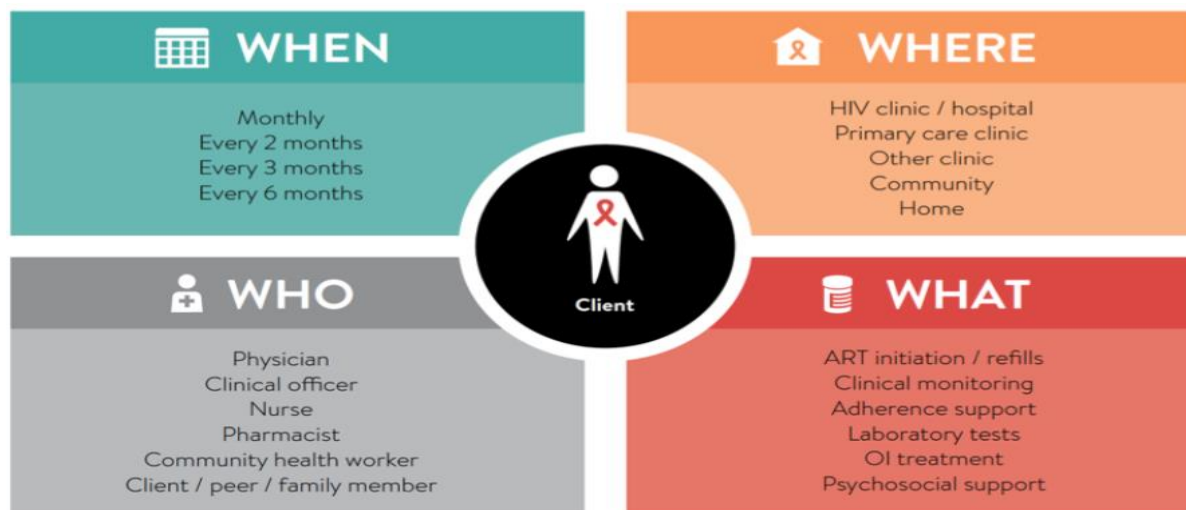 WHEN
Monthly
Every 2 months
Every 3 months
Every 6 months
WHERE
HIV clinic / hospital
Primary care clinic
Other clinic
Community
Home
Client
WHO
Physician
Clinical officer
Nurse
Pharmacist
Community health worker
Client / peer / family member
WHAT
ART initiation / refills
Clinical monitoring
Adherence support
Laboratory tests
OI treatment
Psychosocial support